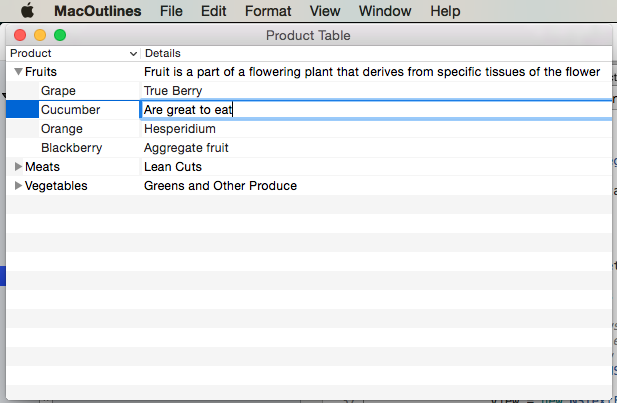 MacOutlines File Edit Format View Window Help
Product Table
Product Details
Fruits Fruit is a part of a flowering plant that derives from specific tissues of the flower
Grape True Berry
Cucumber Are great to eat
Orange Hesperidium
Blackberry Aggregate fruit
Meats Lean Cuts
Vegetables Greens and Other Produce